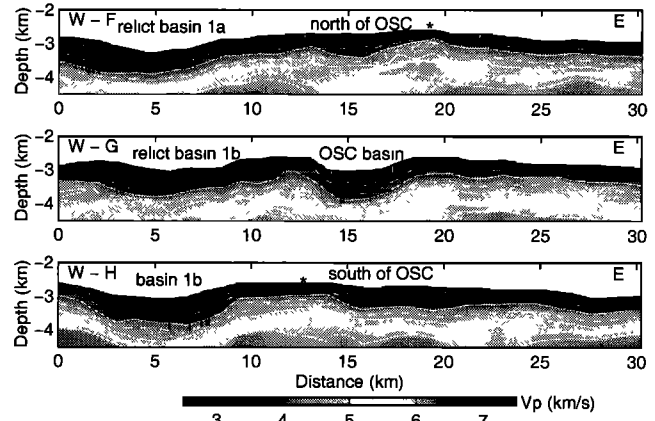 W – F relict basin 1a north of OSC * E
Depth (km)
−2
−3
−4
0 5 10 15 20 25 30
W – G relict basin 1b OSC basin E
Depth (km)
−2
−3
−4
0 5 10 15 20 25 30
W – H basin 1b * south of OSC E
Depth (km)
−2
−3
−4
0 5 10 15 20 25 30
Distance (km)
Vp (km/s)
3 4 5 6 7